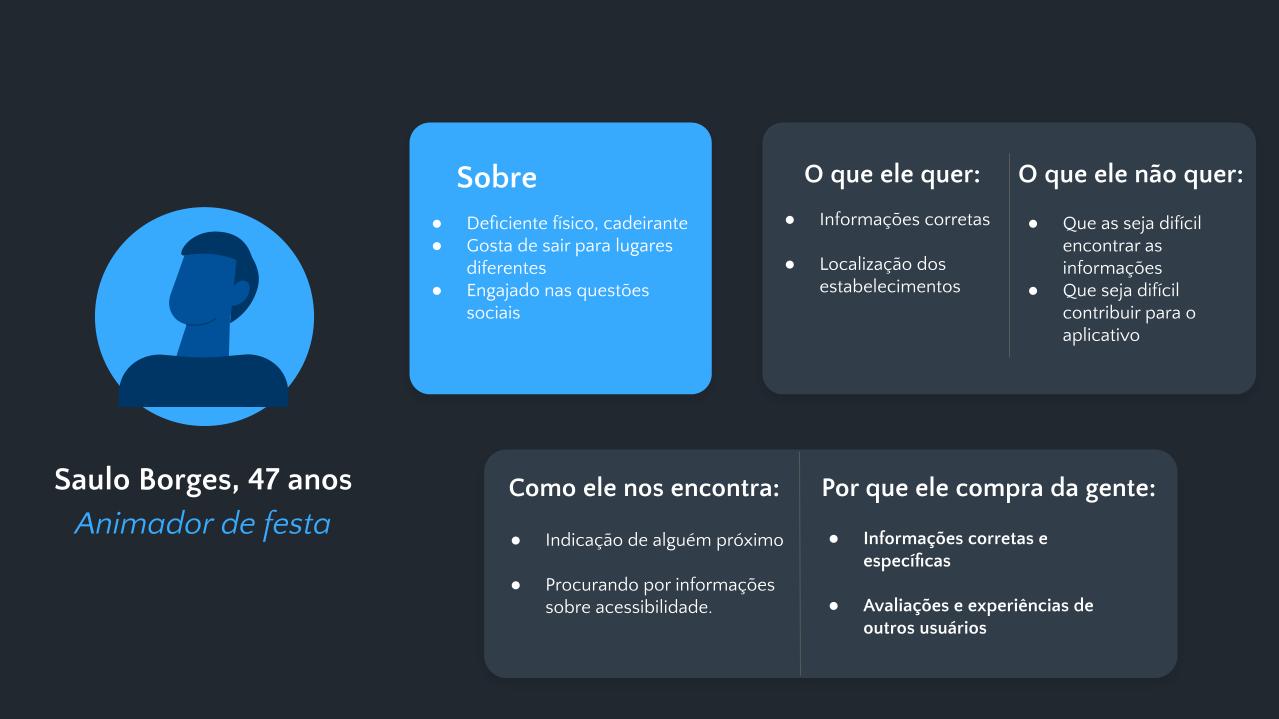 Sobre
● Deficiente físico, cadeirante
● Gosta de sair para lugares
diferentes
● Engajado nas questões
sociais
O que ele quer:
● Informações corretas
● Localização dos
estabelecimentos
O que ele não quer:
● Que as seja difícil
encontrar as
informações
● Que seja difícil
contribuir para o
aplicativo
Saulo Borges, 47 anos
Animador de festa
Como ele nos encontra:
● Indicação de alguém próximo
● Procurando por informações
sobre acessibilidade.
Por que ele compra da gente:
● Informações corretas e
específicas
● Avaliações e experiências de
outros usuários